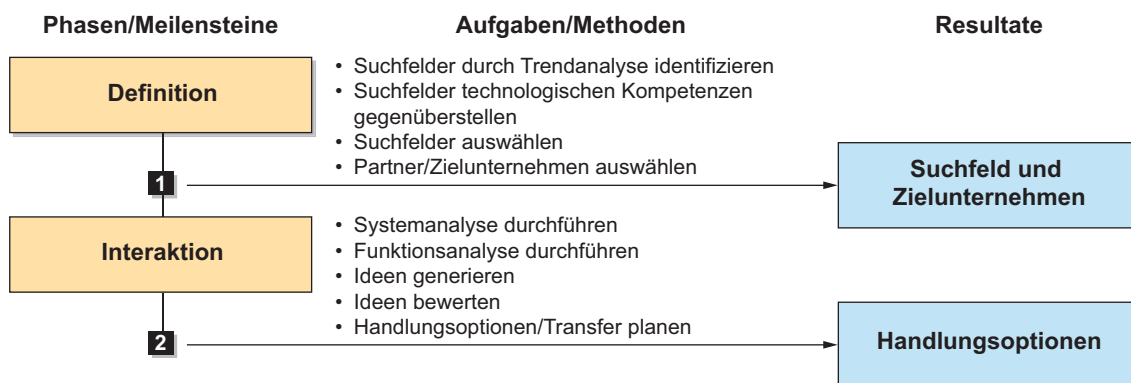 Phasen/Meilensteine
Aufgaben/Methoden
Resultate
Definition
• Suchfelder durch Trendanalyse identifizieren
• Suchfelder technologischen Kompetenzen
gegenüberstellen
• Suchfelder auswählen
• Partner/Zielunternehmen auswählen
1
Suchfeld und
Zielunternehmen
Interaktion
• Systemanalyse durchführen
• Funktionsanalyse durchführen
• Ideen generieren
• Ideen bewerten
• Handlungsoptionen/Transfer planen
2
Handlungsoptionen